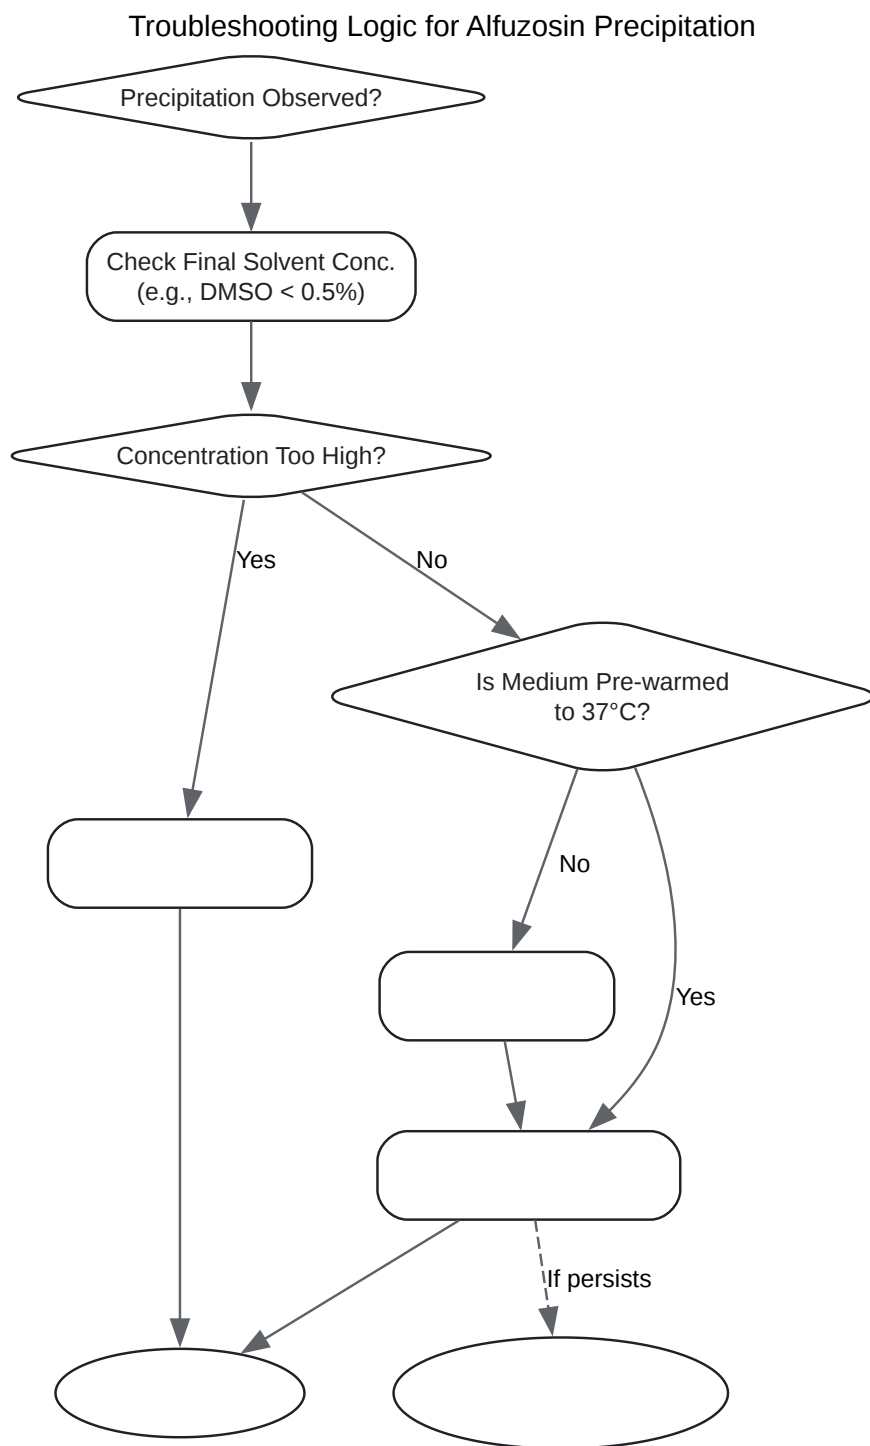 Troubleshooting Logic for Alfuzosin Precipitation
Precipitation Observed?
Check Final Solvent Conc.
(e.g., DMSO < 0.5%)
Concentration Too High?
Yes
No
Is Medium Pre-warmed
to 37°C?
No
Yes
If persists